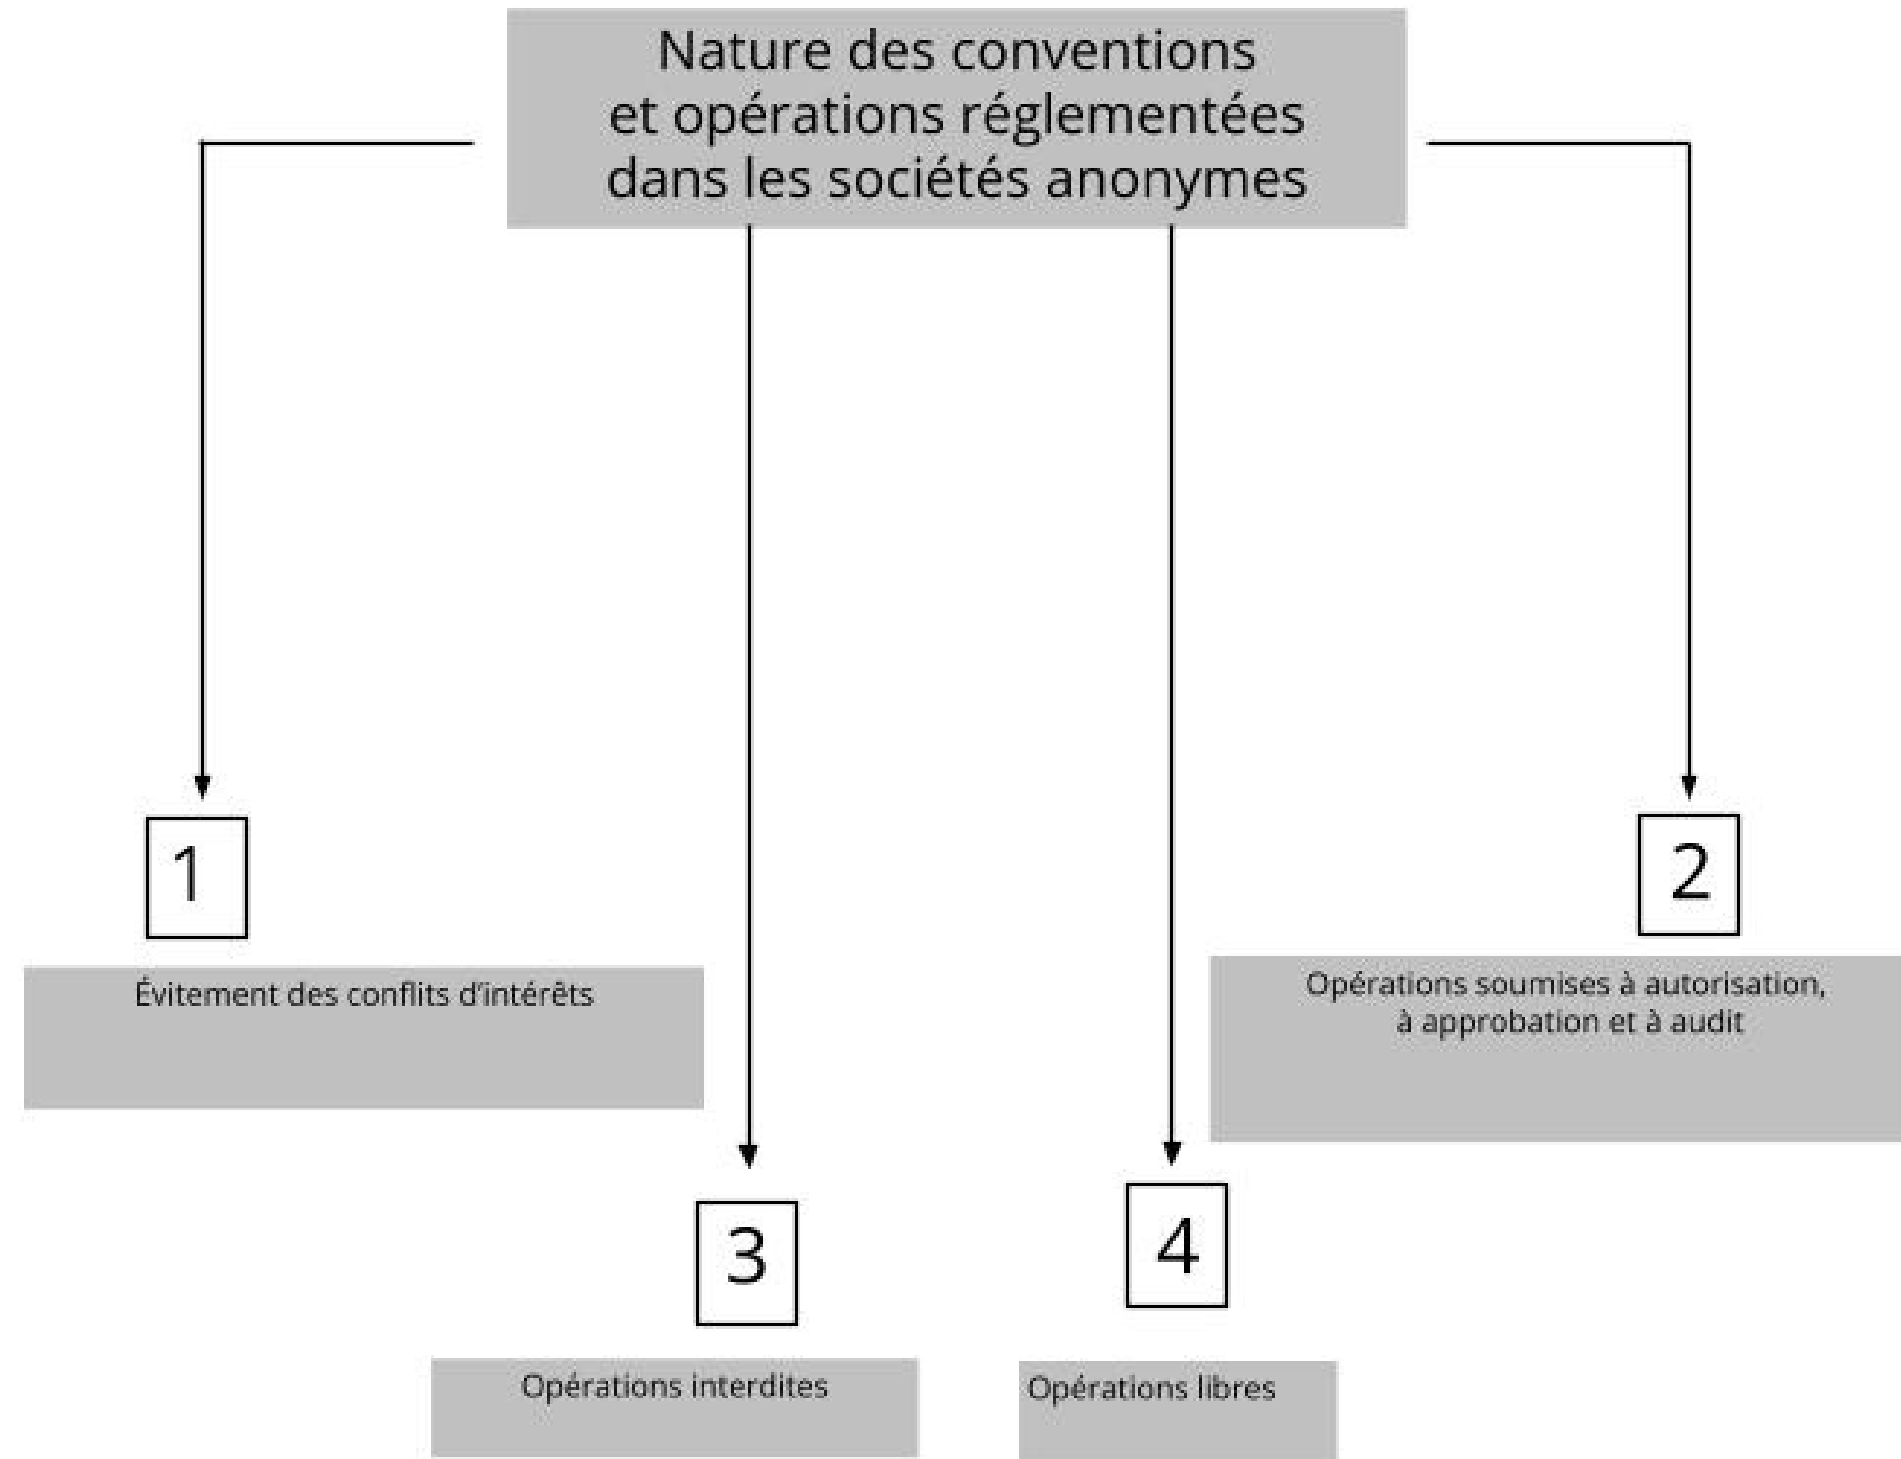 Nature des conventions
et opérations réglementées
dans les sociétés anonymes
1
Évitement des conflits d’intérêts
2
Opérations soumises à autorisation,
à approbation et à audit
3
Opérations interdites
4
Opérations libres